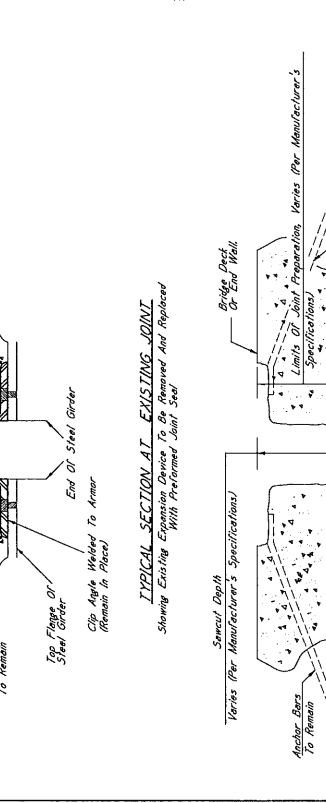 To Remain
Top Flange Of
Steel Girder
Clip Angle Welded To Armor
(Remain In Place)
End Of Steel Girder
TYPICAL SECTION AT EXISTING JOINT
Showing Existing Expansion Device To Be Removed And Replaced
With Preformed Joint Seal
Sawcut Depth
Varies (Per Manufacturer's Specifications)
Bridge Deck
Or End Wall.
Limits Of Joint Preparation, Varies (Per Manufacturer's
Specifications)
Anchor Bars
To Remain